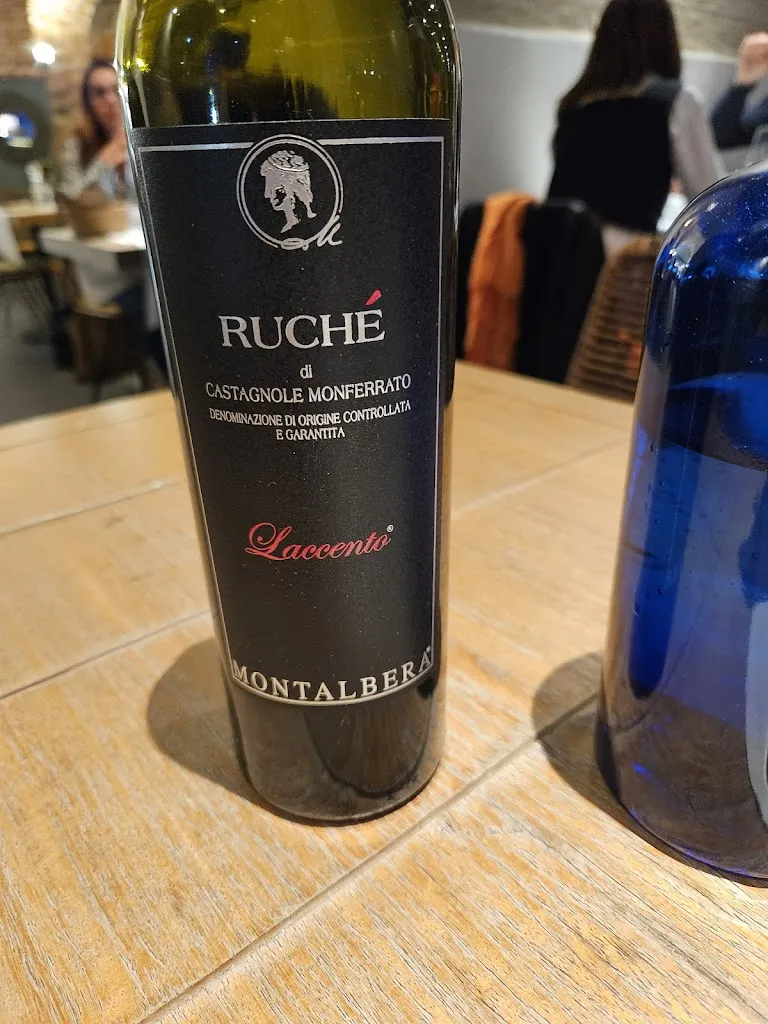 M
RUCHÉ
di
CASTAGNOLE MONFERRATO
DENOMINAZIONE DI ORIGINE CONTROLLATA
E GARANTITA
Laccento®
MONTALBERA®